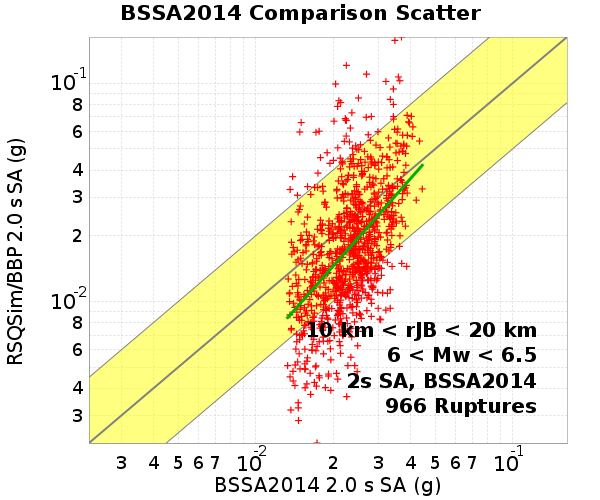 BSSA2014 Comparison Scatter
RSQSim/BBP 2.0 s SA (g)
10-1
8
6
4
3
2
10-2
8
6
4
3
10 km < rJB < 20 km
6 < Mw < 6.5
2s SA, BSSA2014
966 Ruptures
3 4 5 6 7 10-2 2 3 4 5 6 7 10-1
BSSA2014 2.0 s SA (g)